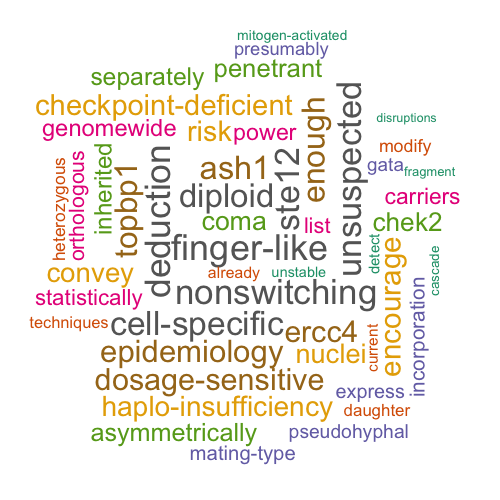 mitogen-activated
presumably
separately
penetrant
checkpoint-deficient
disruptions
genomewide
risk
power
enough
unsuspected
modify
heterozygous
orthologous
inherited
topbp1
deduction
ash1
ste12
gata
fragment
diploid
carriers
coma
list
chek2
finger-like
detect
cascade
convey
already
unstable
encourage
statistically
nonswitching
incorporation
techniques
cell-specific
ercc4
current
epidemiology
nuclei
dosage-sensitive
express
haplo-insufficiency
daughter
asymmetrically
pseudohyphal
mating-type